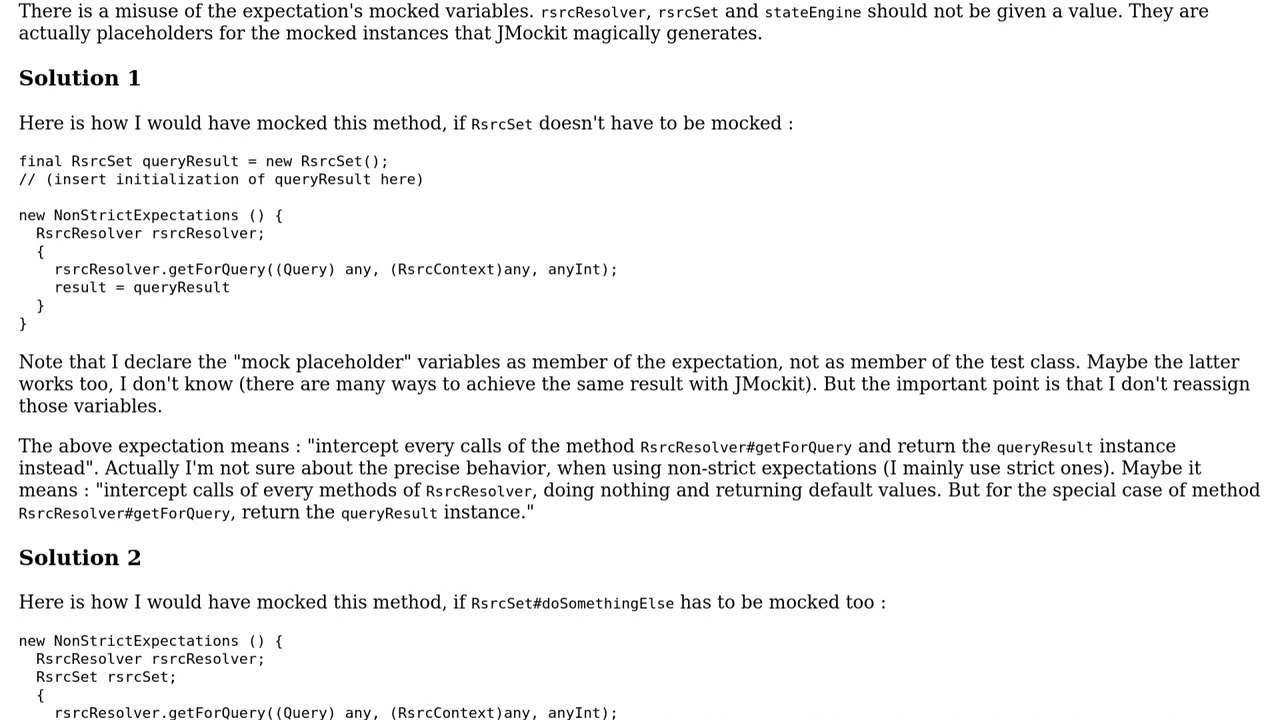 There is a misuse of the expectation's mocked variables. rsrcResolver, rsrcSet and stateEngine should not be given a value. They are
actually placeholders for the mocked instances that JMockit magically generates.
Solution 1
Here is how I would have mocked this method, if RsrcSet doesn't have to be mocked :
final RsrcSet queryResult = new RsrcSet();
// (insert initialization of queryResult here)
new NonStrictExpectations () {
  RsrcResolver rsrcResolver;
  {
    rsrcResolver.getForQuery((Query) any, (RsrcContext)any, anyInt);
    result = queryResult
  }
}
Note that I declare the "mock placeholder" variables as member of the expectation, not as member of the test class. Maybe the latter
works too, I don't know (there are many ways to achieve the same result with JMockit). But the important point is that I don't reassign
those variables.
The above expectation means : "intercept every calls of the method RsrcResolver#getForQuery and return the queryResult instance
instead". Actually I'm not sure about the precise behavior, when using non-strict expectations (I mainly use strict ones). Maybe it
means : "intercept calls of every methods of RsrcResolver, doing nothing and returning default values. But for the special case of method
RsrcResolver#getForQuery, return the queryResult instance."
Solution 2
Here is how I would have mocked this method, if RsrcSet#doSomethingElse has to be mocked too :
new NonStrictExpectations () {
  RsrcResolver rsrcResolver;
  RsrcSet rsrcSet;
  {
    rsrcResolver.getForQuery((Query) any, (RsrcContext)any, anyInt);